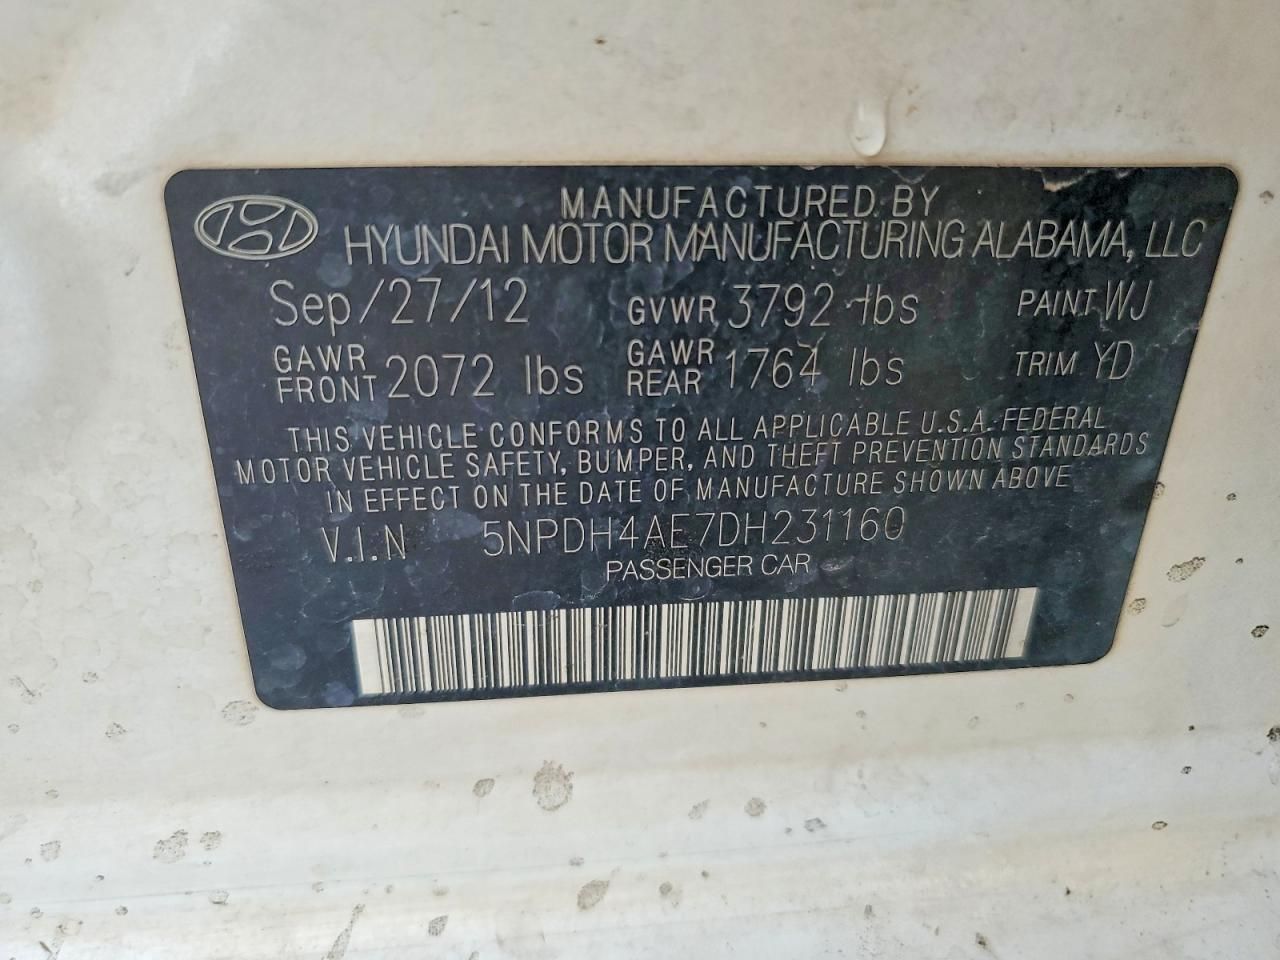 MANUFACTURED BY
HYUNDAI MOTOR MANUFACTURING ALABAMA, LLC
Sep/27/12 GVWR 3792 lbs PAINT WJ
GAWR FRONT 2072 lbs GAWR REAR 1764 lbs TRIM YD
THIS VEHICLE CONFORMS TO ALL APPLICABLE U.S.A. FEDERAL
MOTOR VEHICLE SAFETY, BUMPER, AND THEFT PREVENTION STANDARDS
IN EFFECT ON THE DATE OF MANUFACTURE SHOWN ABOVE
V.I.N 5NPDH4AE7DH231160
PASSENGER CAR